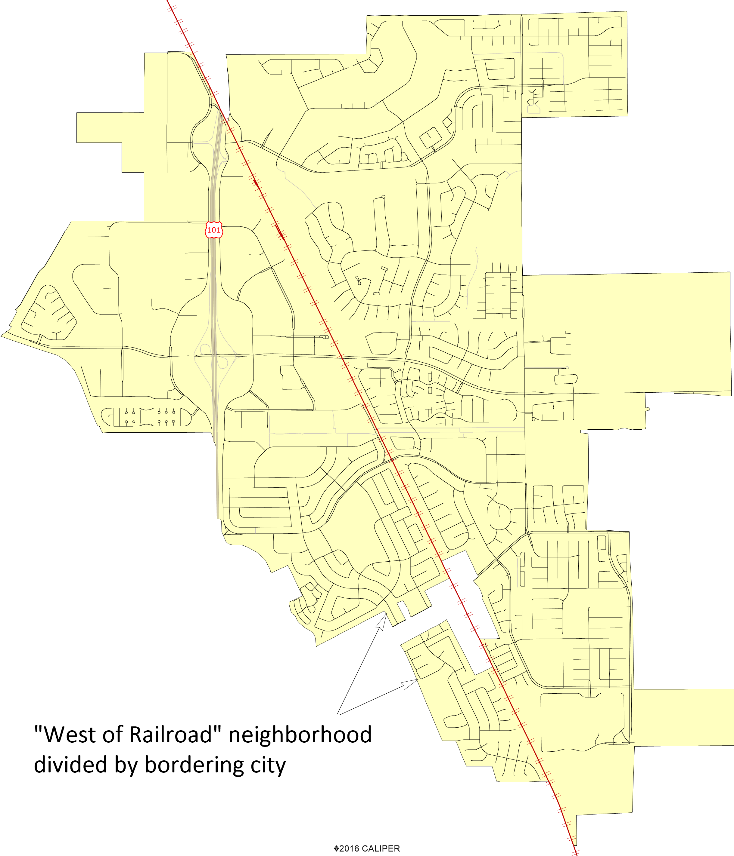 101
"West of Railroad" neighborhood
divided by bordering city
�2016 CALIPER